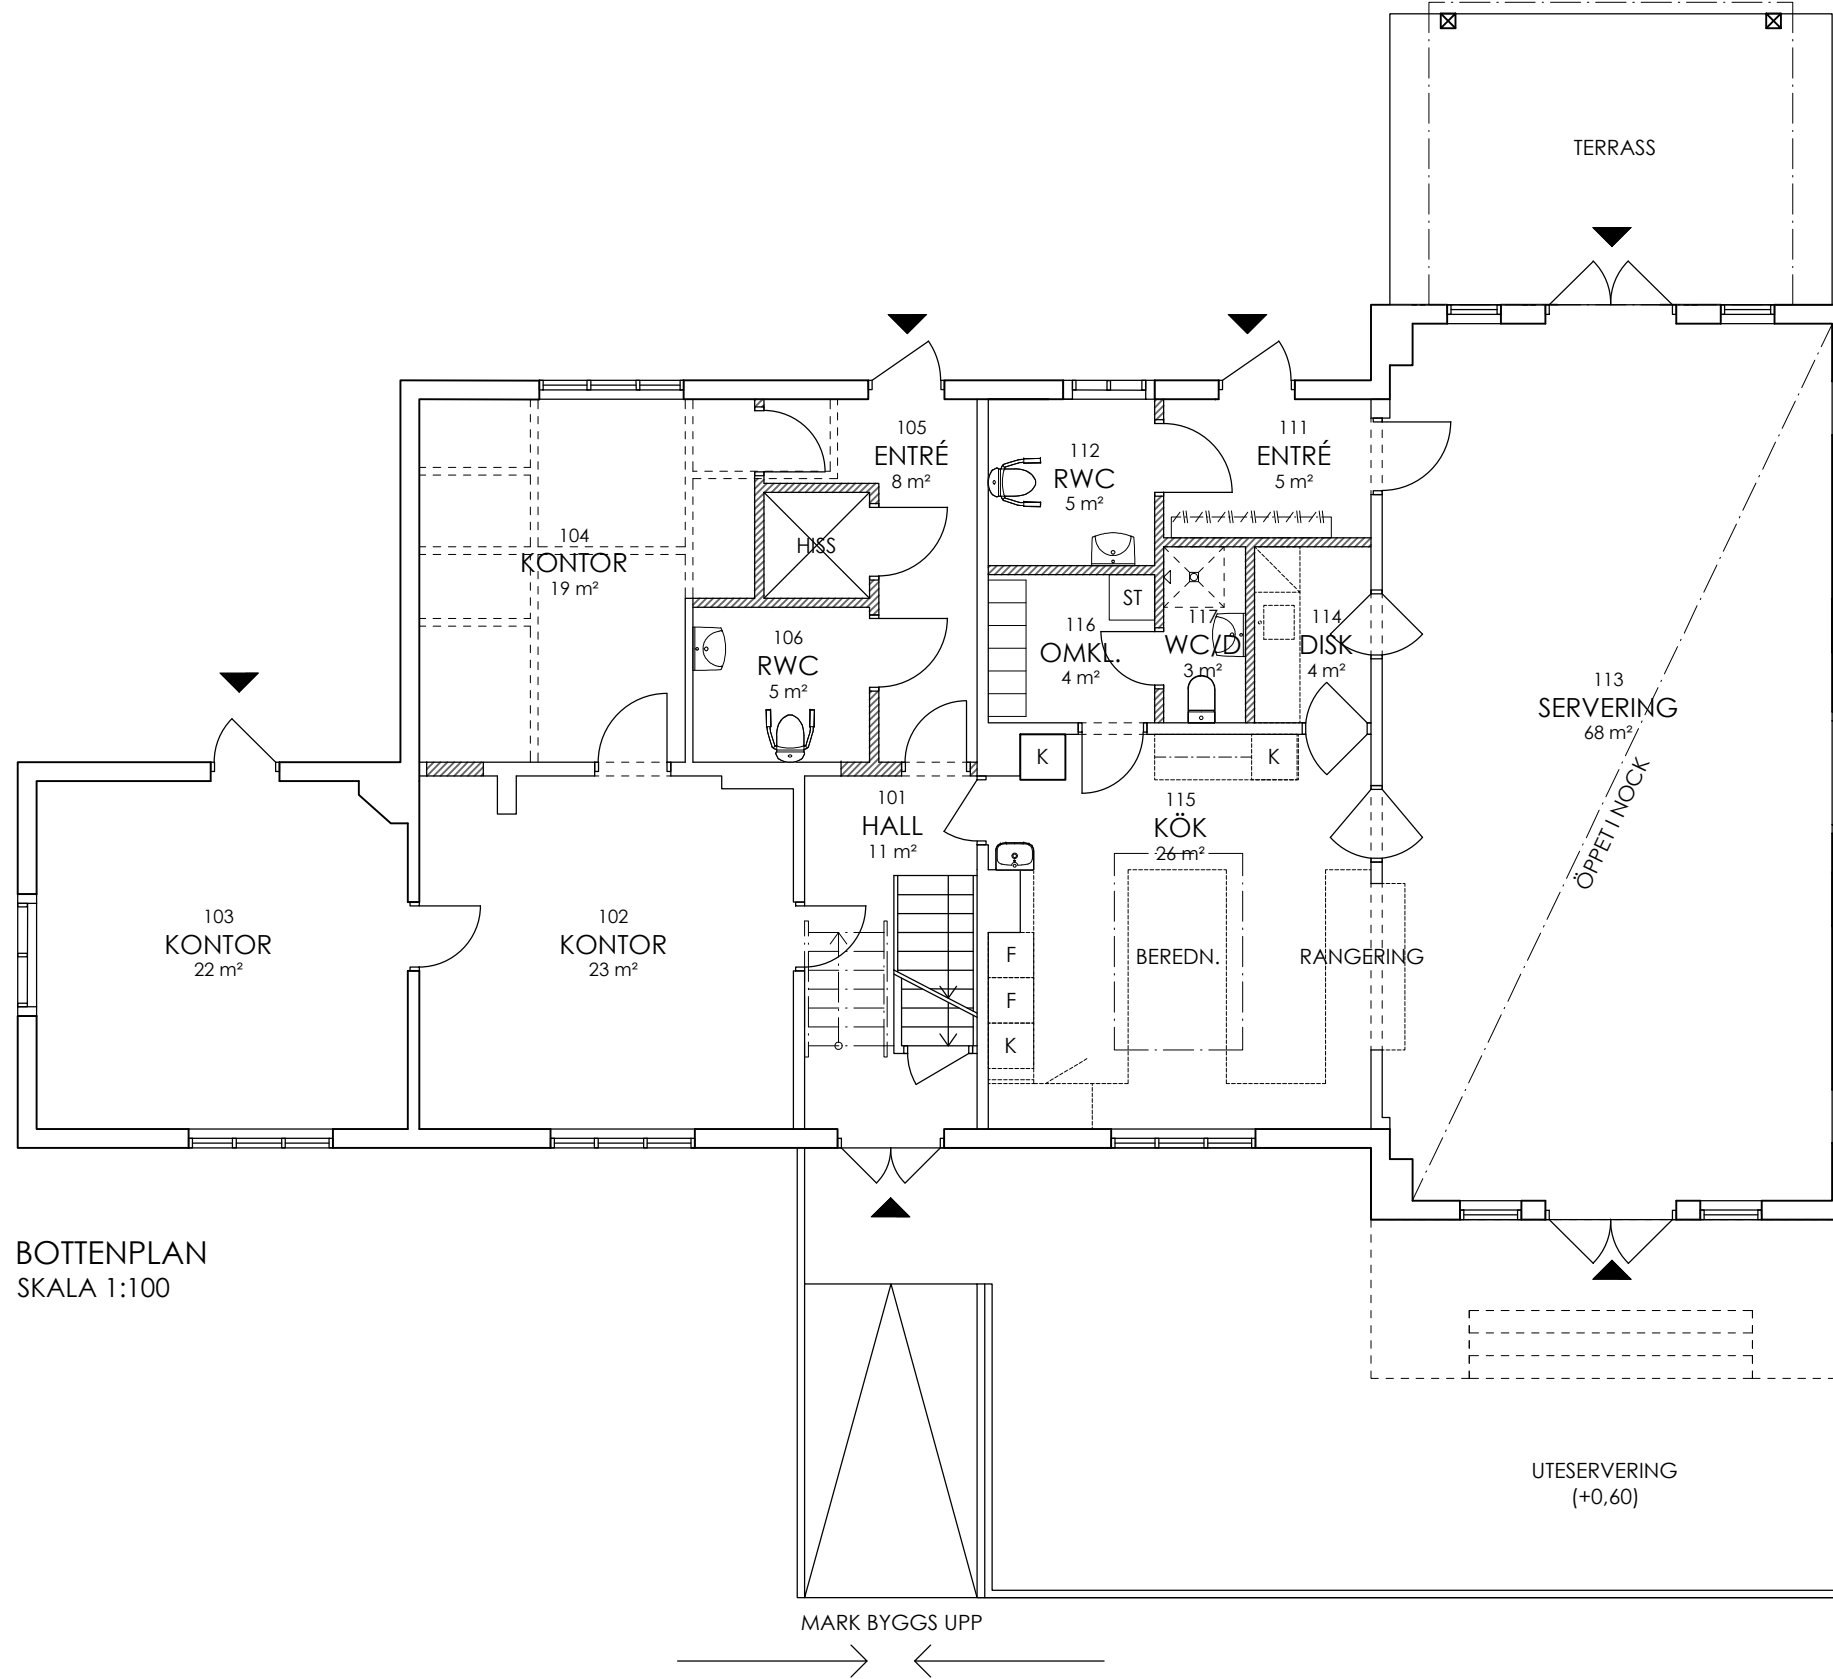 TERRASS
105
ENTRÉ
8 m²
111
ENTRÉ
5 m²
112
RWC
5 m²
104
KONTOR
19 m²
HISS
ST
106
RWC
5 m²
116
OMKL.
4 m²
117
WC/D
3 m²
114
DISK
4 m²
113
SERVERING
68 m²
ÖPPET I NOCK
K
K
101
HALL
11 m²
115
KÖK
26 m²
103
KONTOR
22 m²
102
KONTOR
23 m²
F
F
K
BEREDN.
RANGERING
BOTTENPLAN
SKALA 1:100
UTESERVERING
(+0,60)
MARK BYGGS UPP